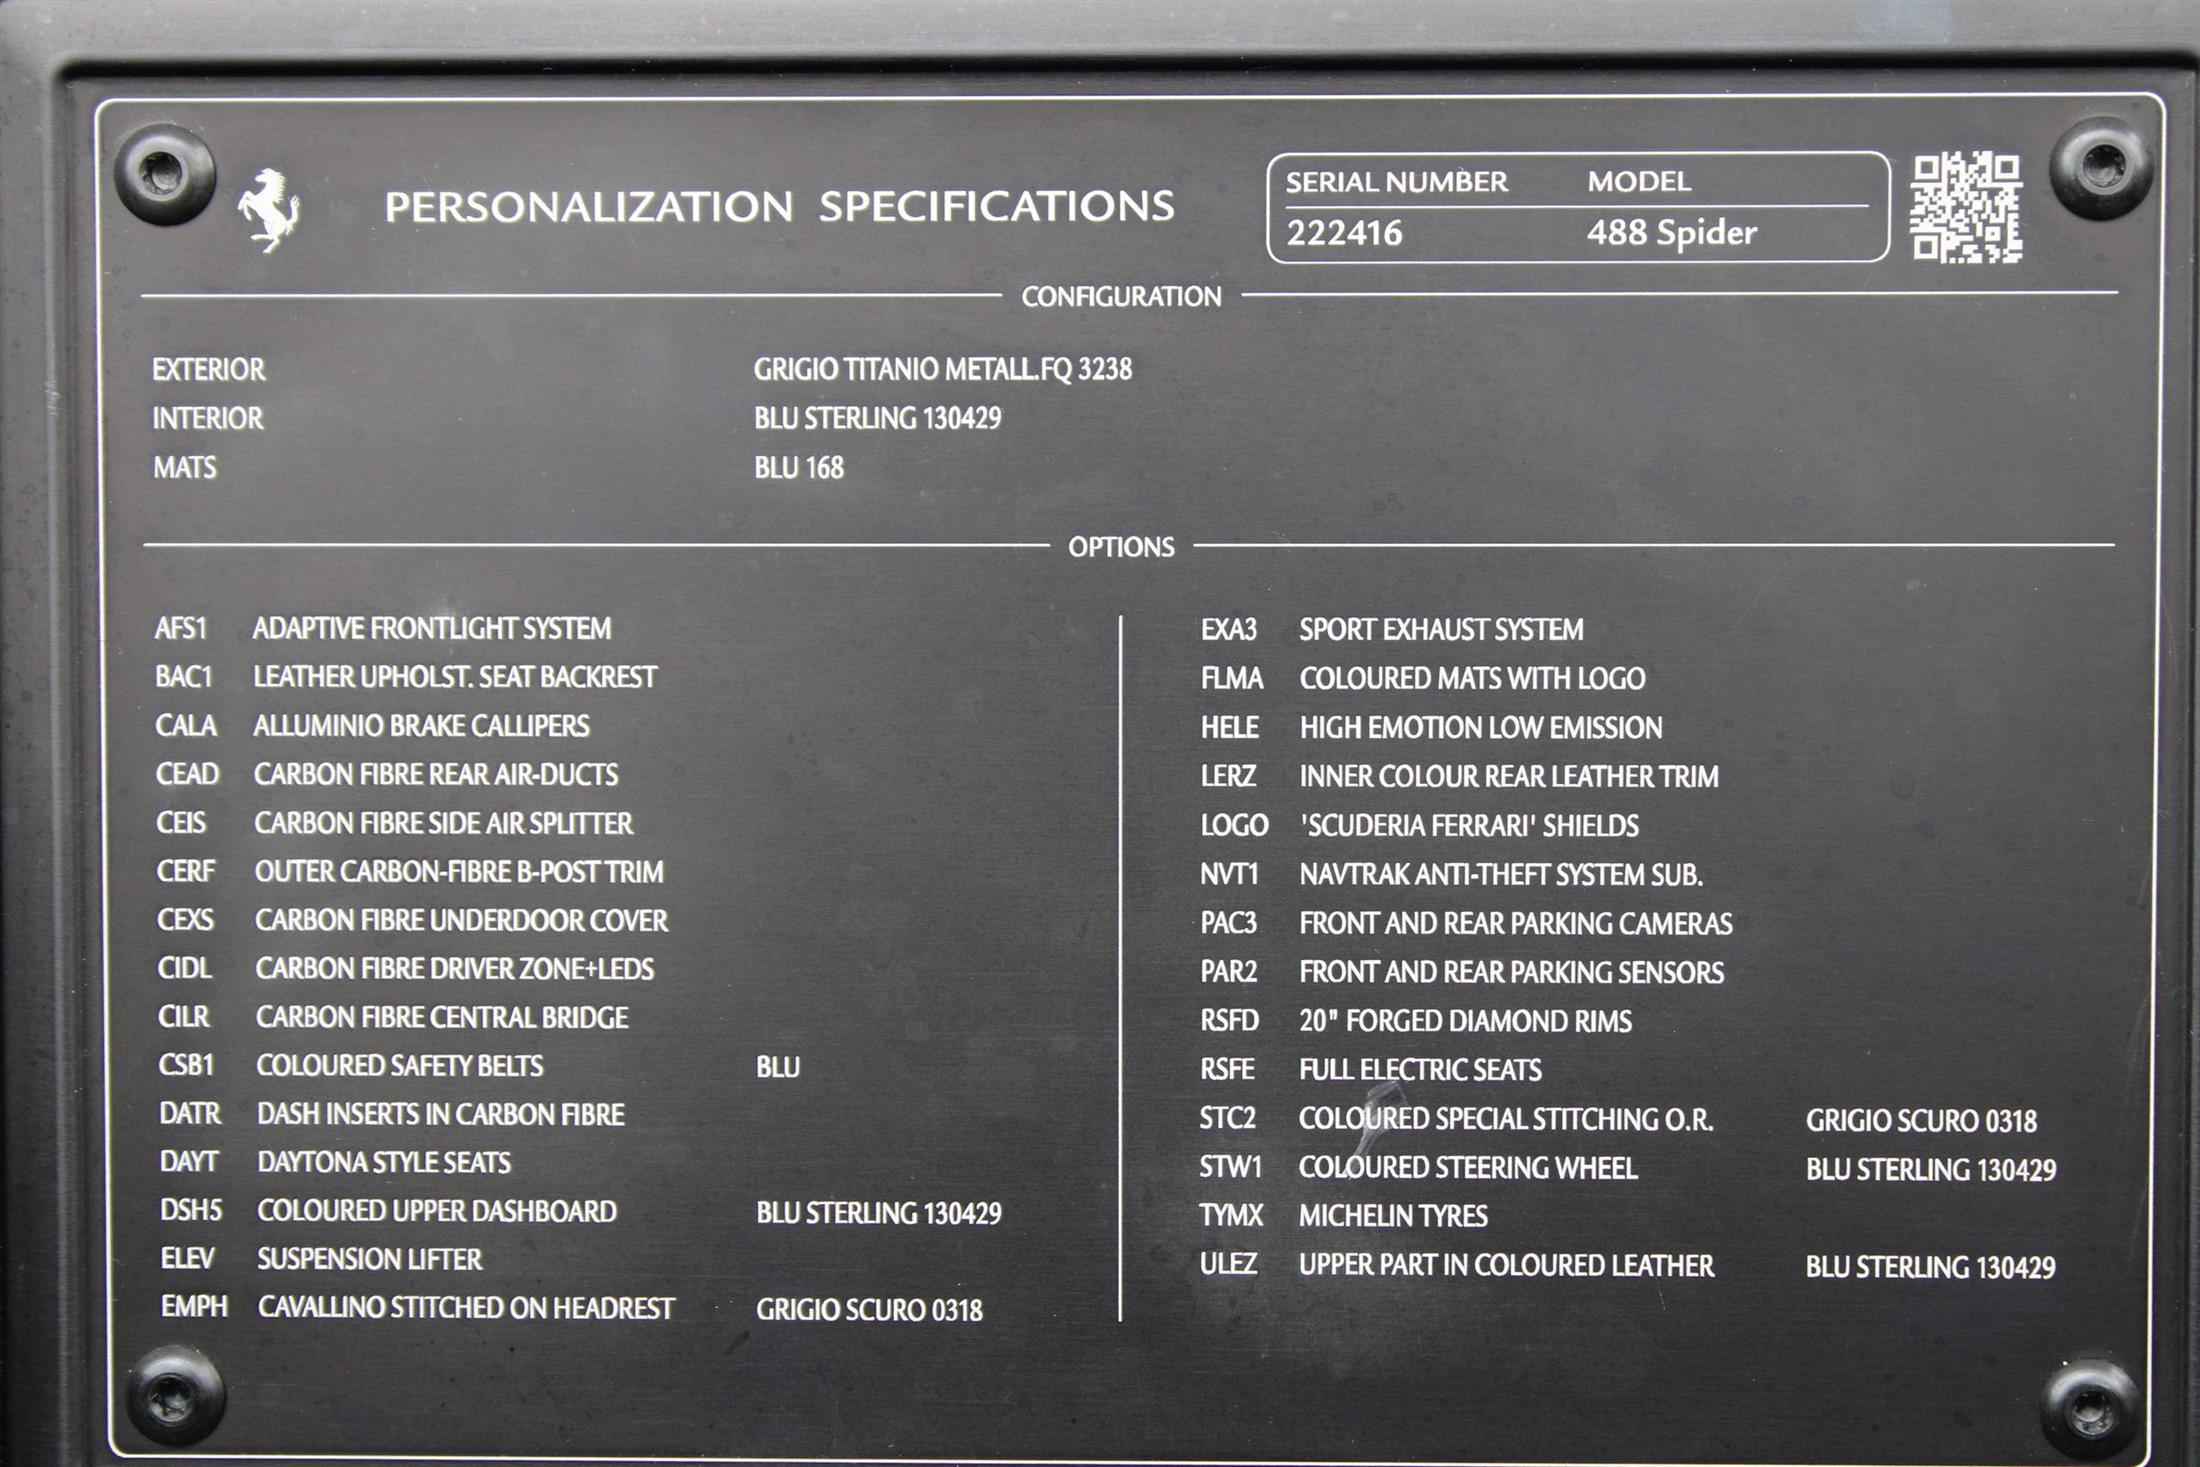 PERSONALIZATION SPECIFICATIONS
SERIAL NUMBER MODEL
222416 488 Spider
CONFIGURATION
EXTERIOR GRIGIO TITANIO METALL.FQ 3238
INTERIOR BLU STERLING 130429
MATS BLU 168
OPTIONS
AFS1 ADAPTIVE FRONTLIGHT SYSTEM
BAC1 LEATHER UPHOLST. SEAT BACKREST
CALA ALLUMINIO BRAKE CALLIPERS
CEAD CARBON FIBRE REAR AIR-DUCTS
CEIS CARBON FIBRE SIDE AIR SPLITTER
CERF OUTER CARBON-FIBRE B-POST TRIM
CEXS CARBON FIBRE UNDERDOOR COVER
CIDL CARBON FIBRE DRIVER ZONE+LEDS
CILR CARBON FIBRE CENTRAL BRIDGE
CSB1 COLOURED SAFETY BELTS BLU
DATR DASH INSERTS IN CARBON FIBRE
DAYT DAYTONA STYLE SEATS
DSH5 COLOURED UPPER DASHBOARD BLU STERLING 130429
ELEV SUSPENSION LIFTER
EMPH CAVALLINO STITCHED ON HEADREST GRIGIO SCURO 0318
EXA3 SPORT EXHAUST SYSTEM
FLMA COLOURED MATS WITH LOGO
HELE HIGH EMOTION LOW EMISSION
LERZ INNER COLOUR REAR LEATHER TRIM
LOGO 'SCUDERIA FERRARI' SHIELDS
NVT1 NAVTRAK ANTI-THEFT SYSTEM SUB.
PAC3 FRONT AND REAR PARKING CAMERAS
PAR2 FRONT AND REAR PARKING SENSORS
RSFD 20" FORGED DIAMOND RIMS
RSFE FULL ELECTRIC SEATS
STC2 COLOURED SPECIAL STITCHING O.R. GRIGIO SCURO 0318
STW1 COLOURED STEERING WHEEL BLU STERLING 130429
TYMX MICHELIN TYRES
ULEZ UPPER PART IN COLOURED LEATHER BLU STERLING 130429